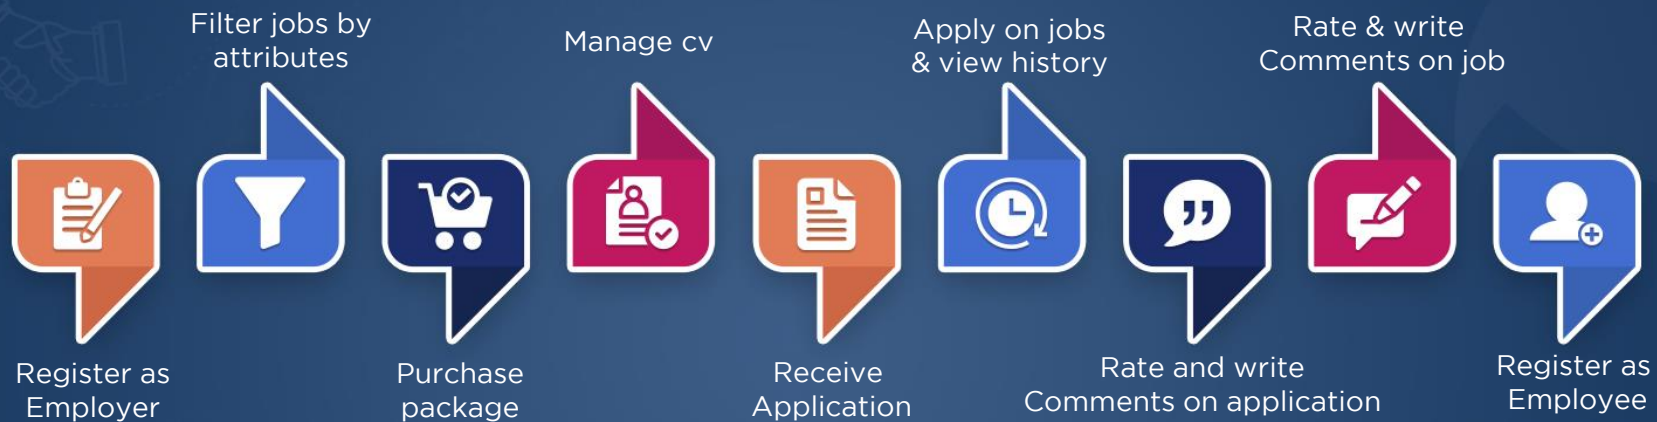 Filter jobs by
attributes
Manage cv
Apply on jobs
& view history
Rate & write
Comments on job
Register as
Employer
Purchase
package
Receive
Application
Rate and write
Comments on application
Register as
Employee